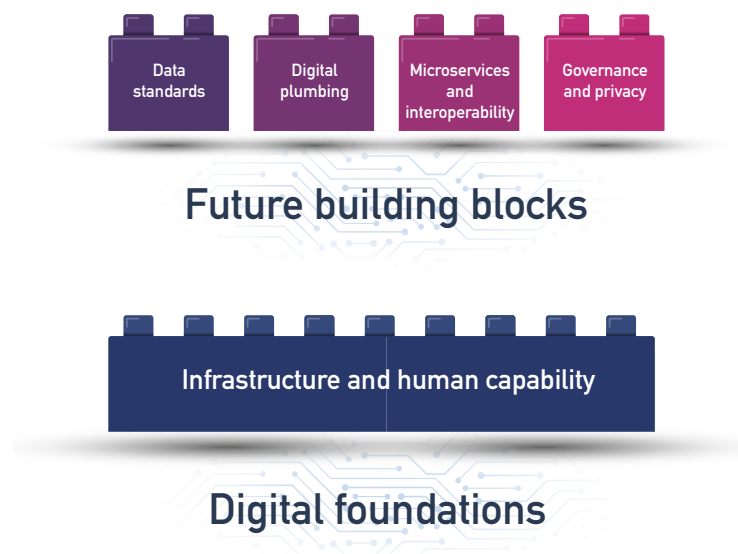 Data
standards
Digital
plumbing
Microservices
and
interoperability
Governance
and privacy
Future building blocks
Infrastructure and human capability
Digital foundations